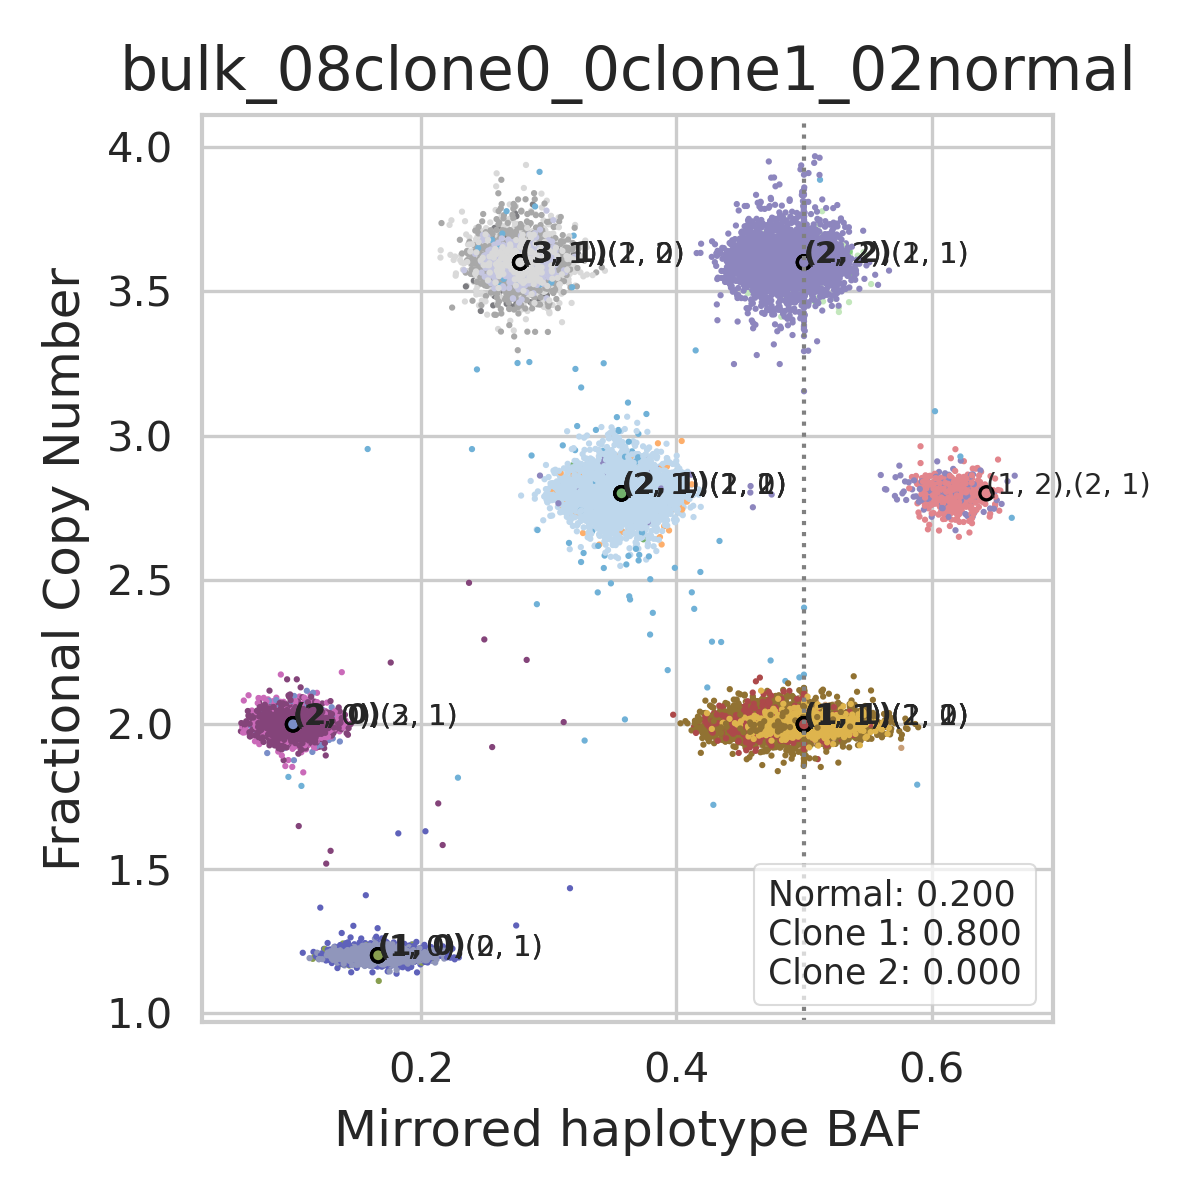 bulk_08clone0_0clone1_02normal
4.0
3.5
3.0
2.5
2.0
1.5
1.0
Fractional Copy Number
(1, 2),(2, 1)
Normal: 0.200
Clone 1: 0.800
Clone 2: 0.000
0.2
0.4
0.6
Mirrored haplotype BAF